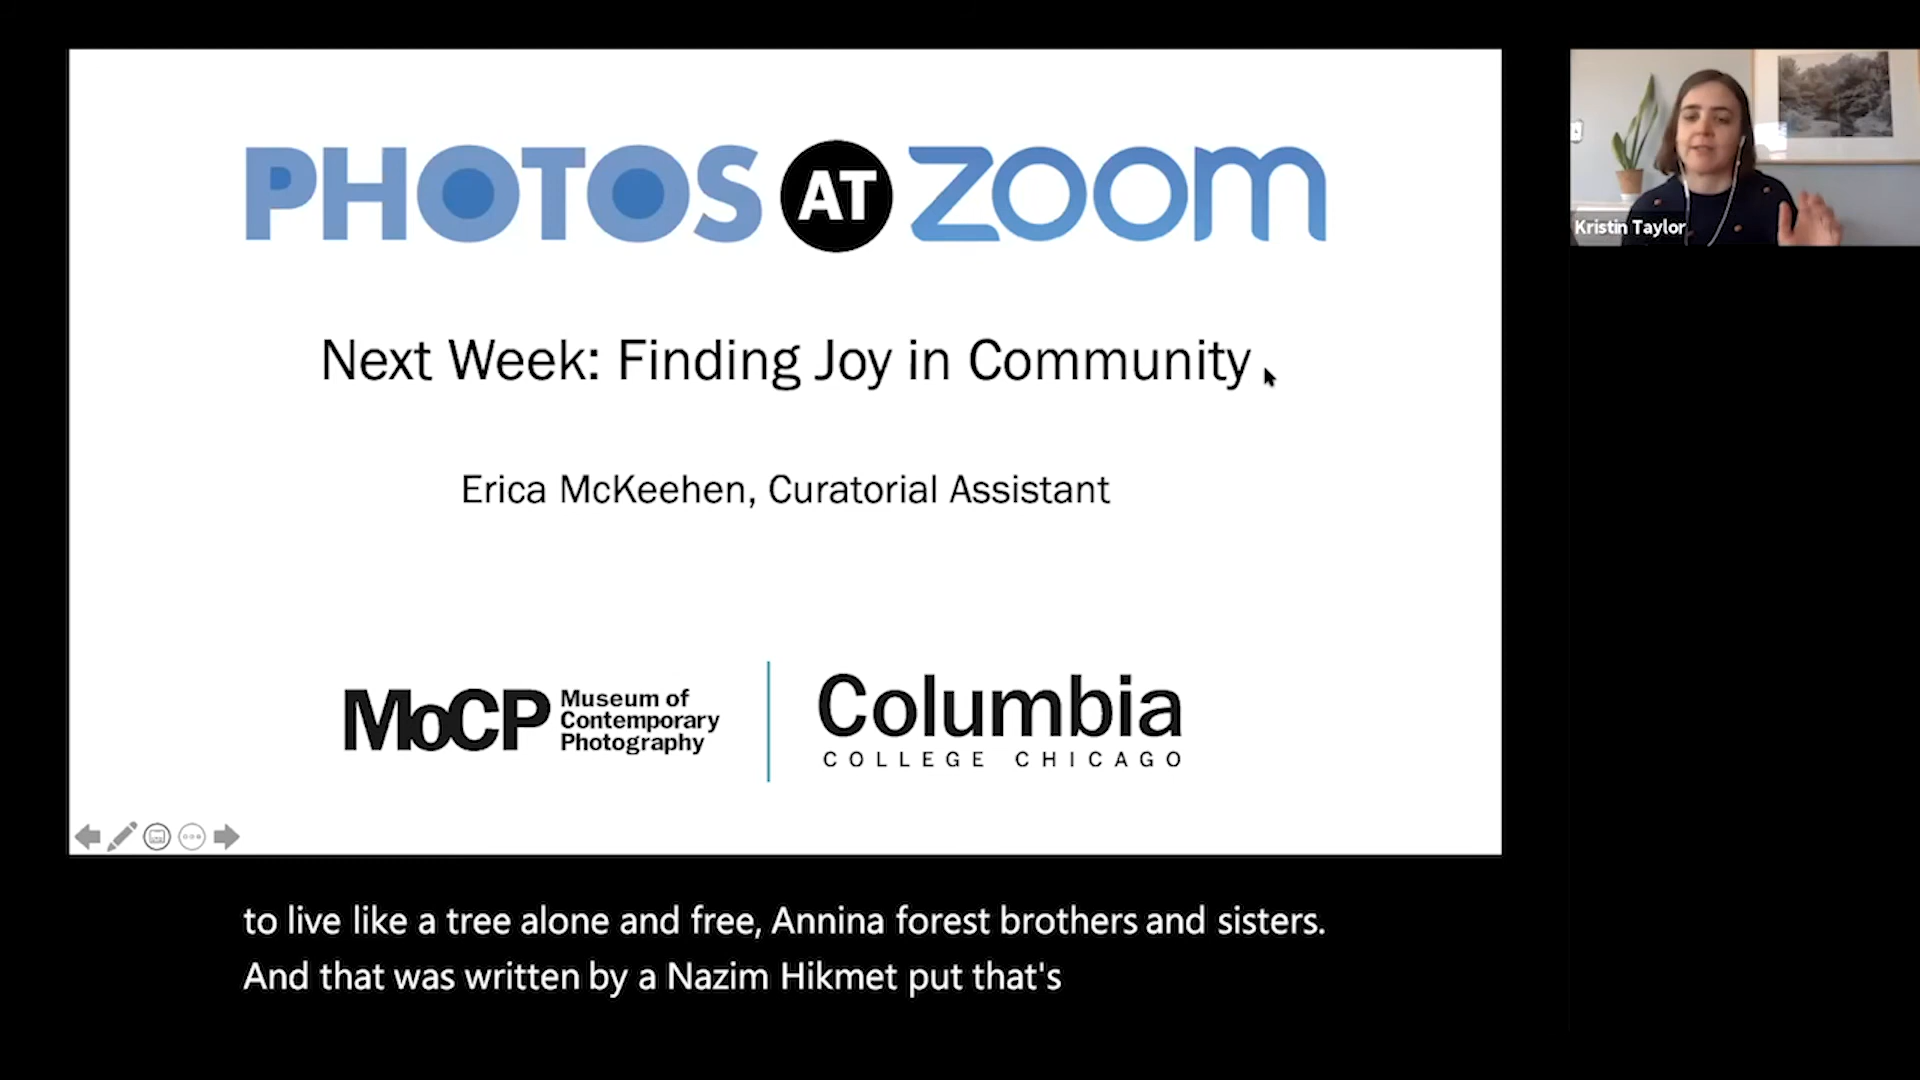 PHOTOS AT zoom
Next Week: Finding Joy in Community
Erica McKeehen, Curatorial Assistant
MoCP Museum of
Contemporary
Photography
Columbia
COLLEGE CHICAGO
Kristin Taylor
to live like a tree alone and free, Annina forest brothers and sisters.
And that was written by a Nazim Hikmet put that's